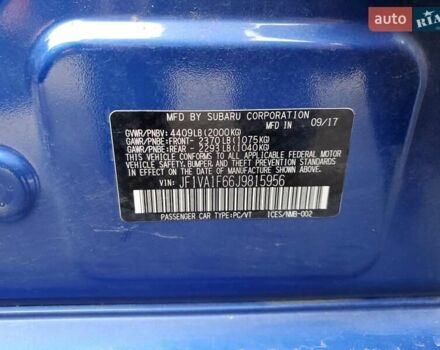 auto
RIA
MFD BY SUBARU CORPORATION 09/17
GVWR/PNBV: 4409LB(2000KG)
GAWR/PNBE:FRONT- 2370LB(1075KG)
GAWR/PNBE:REAR - 2293LB(1040KG)
THIS VEHICLE CONFORMS TO ALL APPLICABLE
FEDERAL MOTOR VEHICLE SAFETY, BUMPER,
AND THEFT PREVENTION STANDARDS IN EFFECT
ON THE DATE OF MANUFACTURE SHOWN ABOVE.
VIN: JF1VA1F66J9815956
PASSENGER CAR TYPE:PC/VT ICES/NMB-002